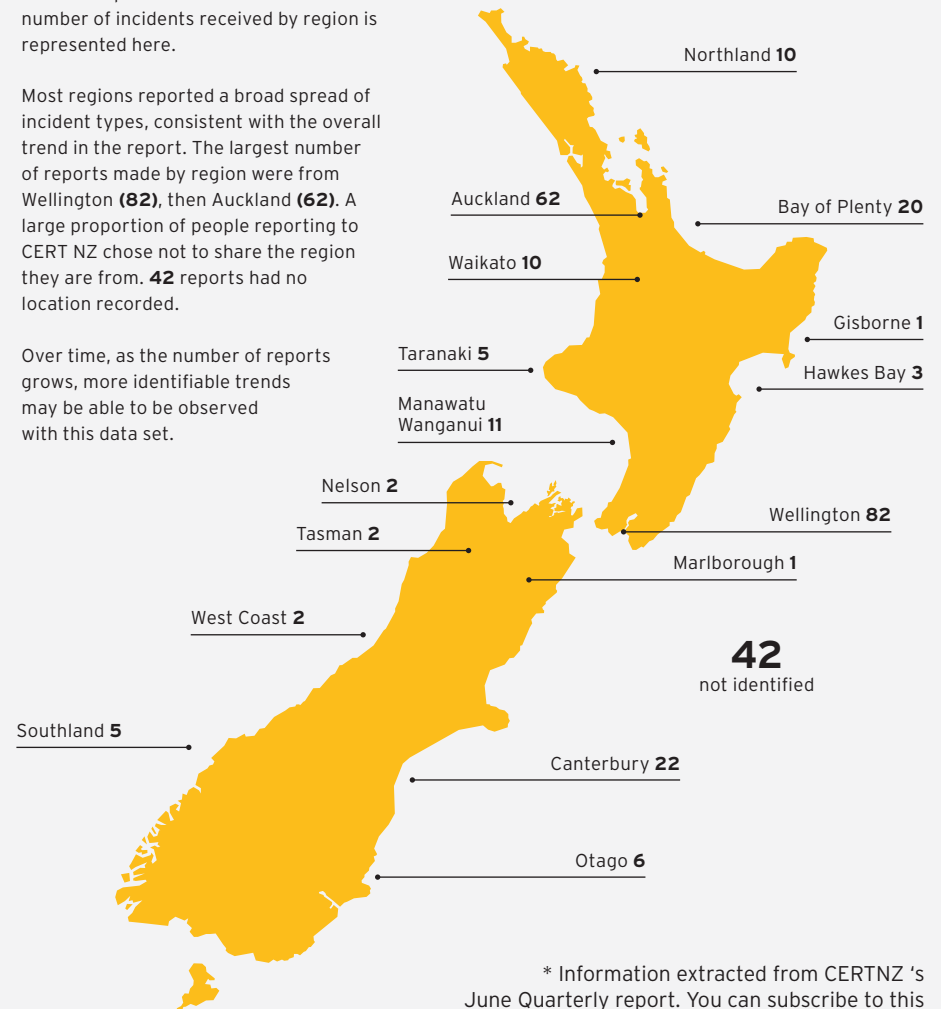 number of incidents received by region is
represented here.
Most regions reported a broad spread of
incident types, consistent with the overall
trend in the report. The largest number
of reports made by region were from
Wellington (82), then Auckland (62). A
large proportion of people reporting to
CERT NZ chose not to share the region
they are from. 42 reports had no
location recorded.
Over time, as the number of reports
grows, more identifiable trends
may be able to be observed
with this data set.
Northland 10
Auckland 62
Bay of Plenty 20
Waikato 10
Gisborne 1
Taranaki 5
Hawkes Bay 3
Manawatu
Wanganui 11
Nelson 2
Wellington 82
Tasman 2
Marlborough 1
West Coast 2
42
not identified
Southland 5
Canterbury 22
Otago 6
* Information extracted from CERTNZ ‘s
June Quarterly report. You can subscribe to this